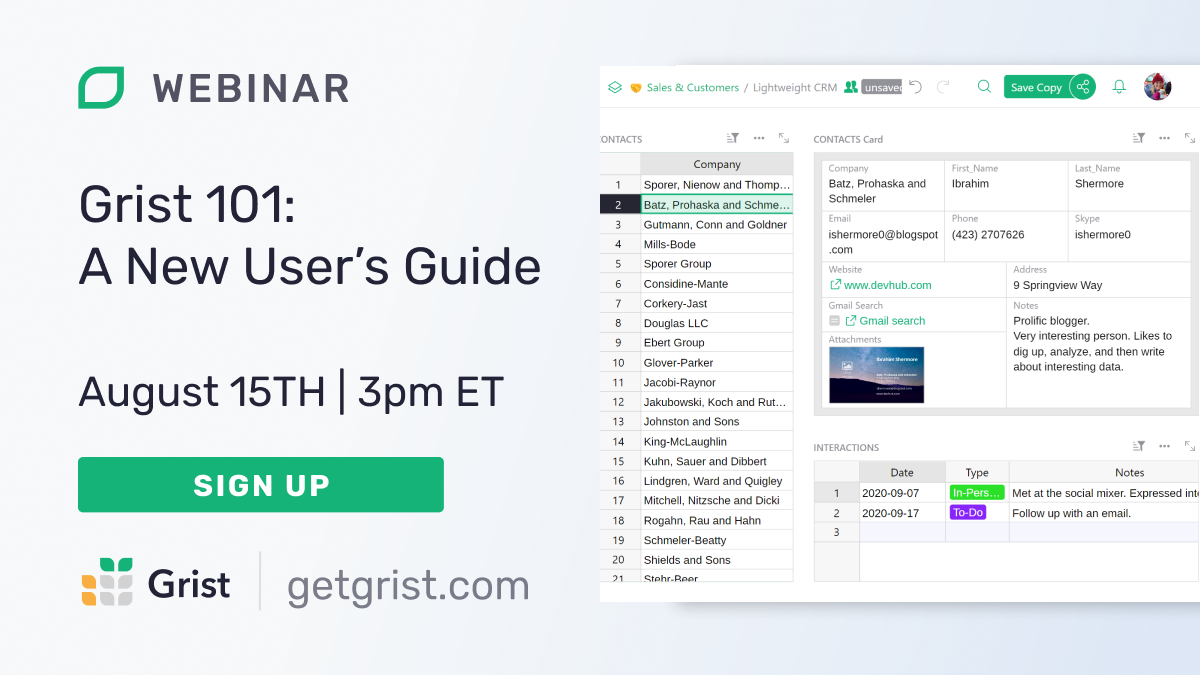 WEBINAR
Grist 101:
A New User's Guide
August 15TH | 3pm ET
SIGN UP
Grist
getgrist.com
Sales & Customers / Lightweight CRM
unsaved
Save Copy
ONTACTS
Company
1 Sporer, Nienow and Thomp…
2 Batz, Prohaska and Schme…
3 Gutmann, Conn and Goldner
4 Mills-Bode
5 Sporer Group
6 Considine-Mante
7 Corkery-Jast
8 Douglas LLC
9 Ebert Group
10 Glover-Parker
11 Jacobi-Raynor
12 Jakubowski, Koch and Rut…
13 Johnston and Sons
14 King-McLaughlin
15 Kuhn, Sauer and Dibbert
16 Lindgren, Ward and Quigley
17 Mitchell, Nitzsche and Dicki
18 Rogahn, Rau and Hahn
19 Schmeler-Beatty
20 Shields and Sons
21 Stehr-Beer
CONTACTS Card
Company
Batz, Prohaska and
Schmeler
First_Name
Ibrahim
Last_Name
Shermore
Email
ishermore0@blogspot
.com
Phone
(423) 2707626
Skype
ishermore0
Website
www.devhub.com
Address
9 Springview Way
Gmail Search
Gmail search
Attachments
Ibrahim Shermore
Notes
Prolific blogger.
Very interesting person. Likes to
dig up, analyze, and then write
about interesting data.
INTERACTIONS
Date Type Notes
1 2020-09-07 In-Pers… Met at the social mixer. Expressed inte
2 2020-09-17 To-Do Follow up with an email.
3